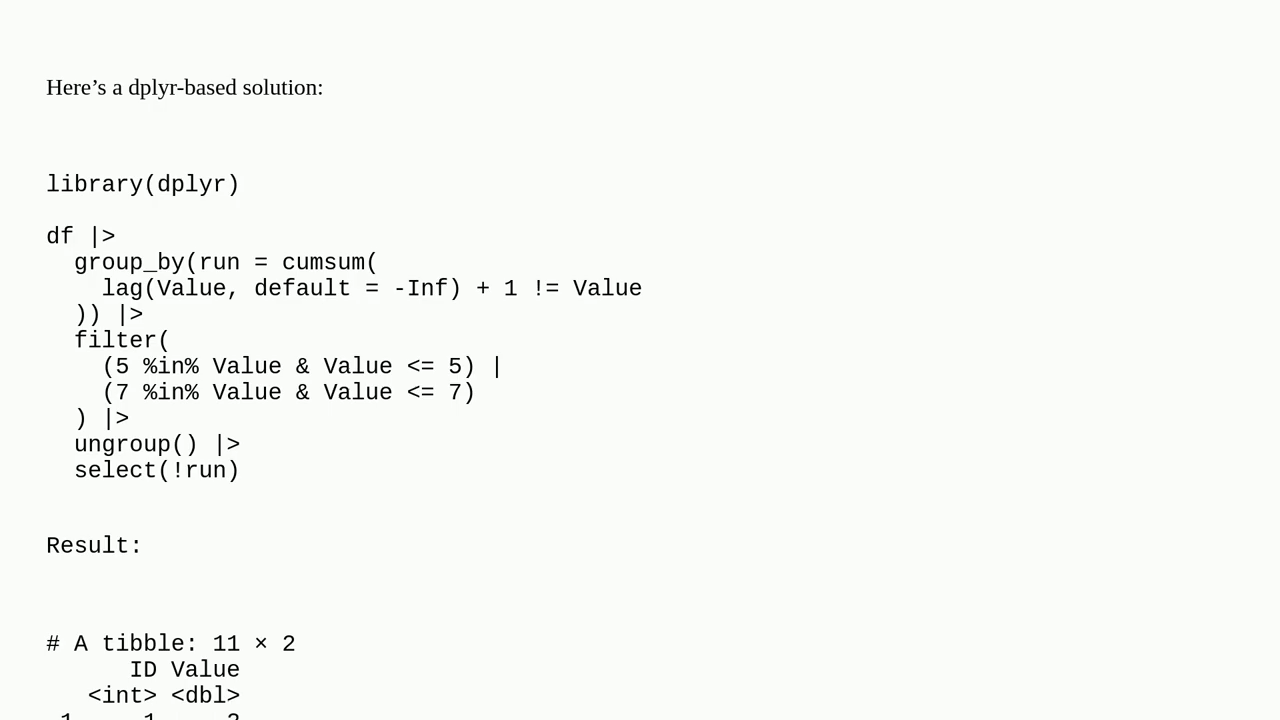 Here’s a dplyr-based solution:
library(dplyr)
df |>
  group_by(run = cumsum(
    lag(Value, default = -Inf) + 1 != Value
  )) |>
  filter(
    (5 %in% Value & Value <= 5) |
    (7 %in% Value & Value <= 7)
  ) |>
  ungroup() |>
  select(!run)
Result:
# A tibble: 11 × 2
      ID Value
   <int> <dbl>